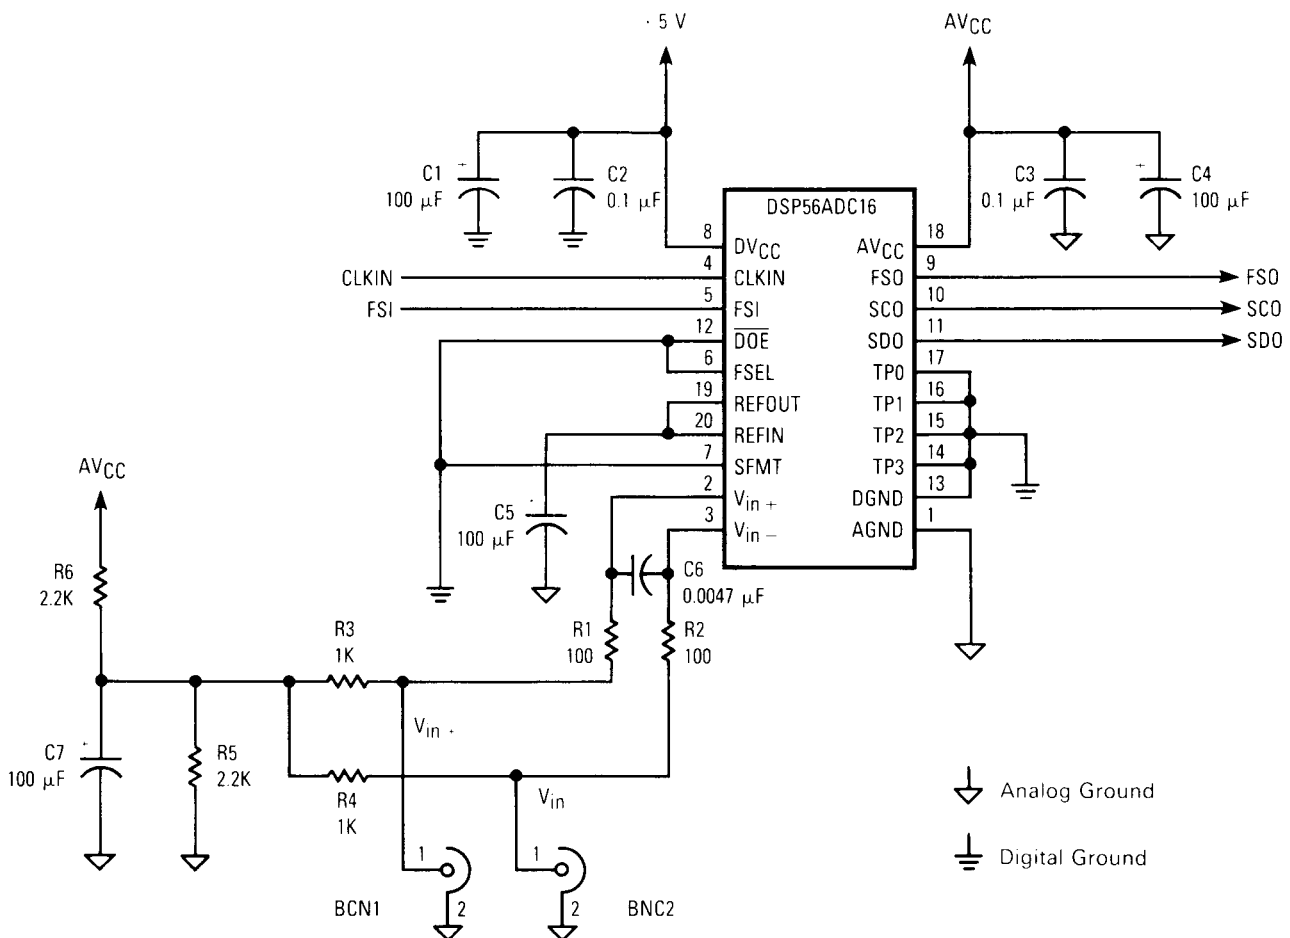 · 5 V
AVCC
C1
100 µF
+
C2
0.1 µF
C3
0.1 µF
+
C4
100 µF
DSP56ADC16
8 DVCC
4 CLKIN
5 FSI
12 DOE
6 FSEL
19 REFOUT
20 REFIN
7 SFMT
2 Vin +
3 Vin −
AVCC 18
FSO 9
SCO 10
SDO 11
TP0 17
TP1 16
TP2 15
TP3 14
DGND 13
AGND 1
CLKIN
FSI
FSO
SCO
SDO
AVCC
R6
2.2K
C5
100 µF
C6
0.0047 µF
R1
100
R2
100
R3
1K
Vin +
C7
100 µF
+
R5
2.2K
R4
1K
Vin
1
2
BCN1
1
2
BNC2
Analog Ground
Digital Ground